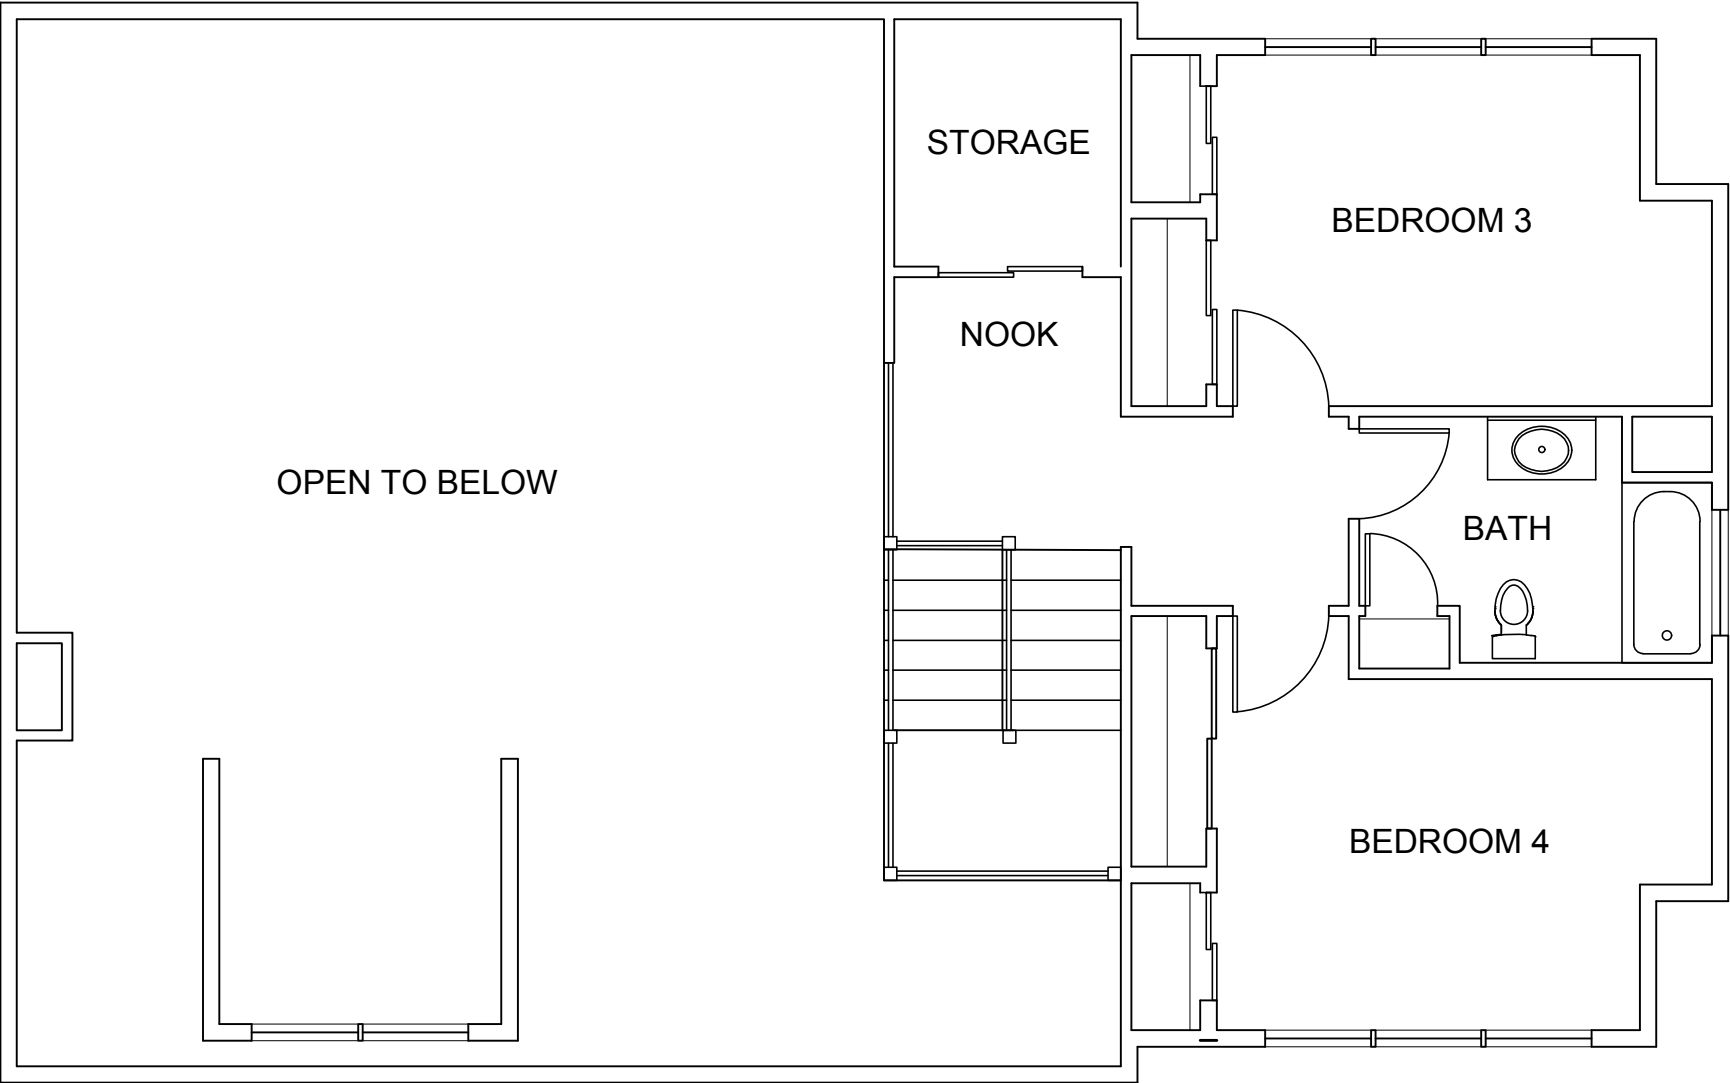 STORAGE
BEDROOM 3
NOOK
OPEN TO BELOW
BATH
BEDROOM 4